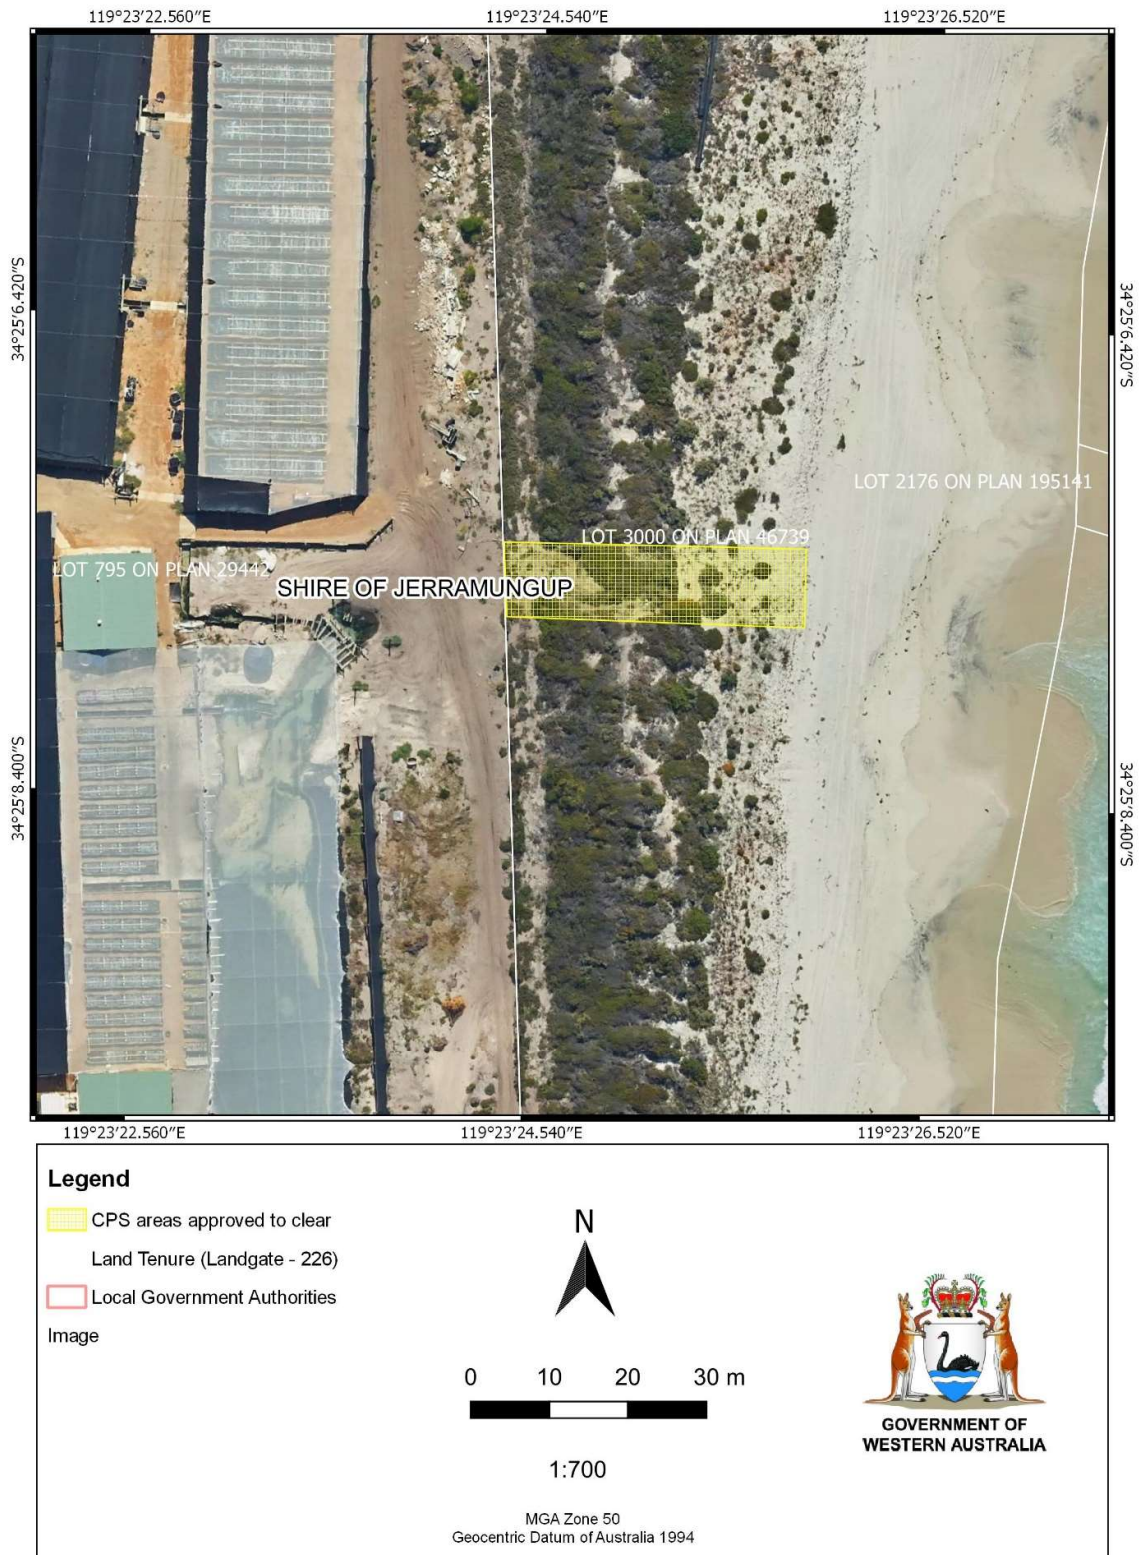 119°23′22.560″E 119°23′24.540″E 119°23′26.520″E
34°25′6.420″S
34°25′6.420″S
LOT 2176 ON PLAN 195141
LOT 3000 ON PLAN 46739
LOT 795 ON PLAN 29442
SHIRE OF JERRAMUNGUP
34°25′8.400″S
34°25′8.400″S
119°23′22.560″E 119°23′24.540″E 119°23′26.520″E
Legend
CPS areas approved to clear
Land Tenure (Landgate - 226)
Local Government Authorities
Image
N
0 10 20 30 m
1:700
MGA Zone 50
Geocentric Datum of Australia 1994
GOVERNMENT OF
WESTERN AUSTRALIA